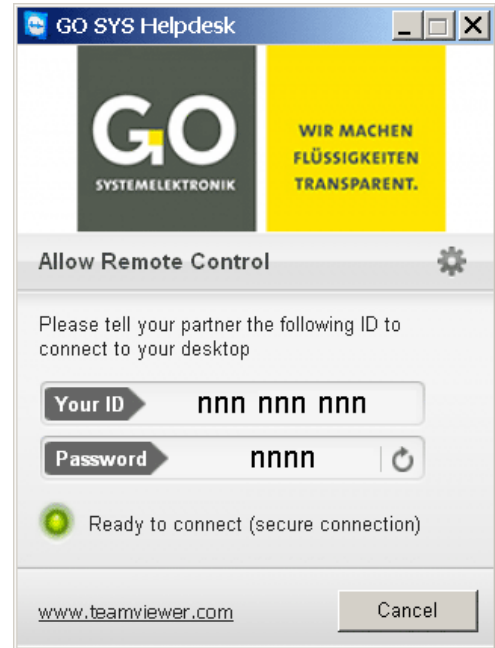 GO SYS Helpdesk
GO
SYSTEMELEKTRONIK
WIR MACHEN
FLÜSSIGKEITEN
TRANSPARENT.
Allow Remote Control
Please tell your partner the following ID to
connect to your desktop
Your ID nnn nnn nnn
Password nnnn
Ready to connect (secure connection)
www.teamviewer.com Cancel